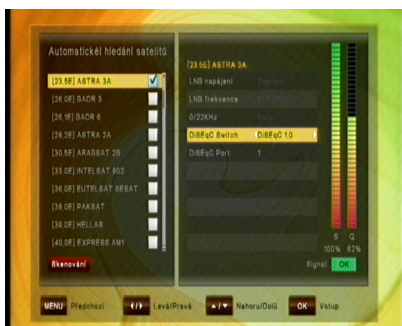 Automatickél hledání satelitů
[23,5E] ASTRA 3A
[26,0E] BADR 3
[26,1E] BADR 6
[28,2E] ASTRA 2A
[30,5E] ARABSAT 2B
[33,0E] INTELSAT 802
[36,0E] EUTELSAT SESAT
[38,0E] PAKSAT
[39,0E] HELLAS
[40,0E] EXPRESS AM1
Skenování
[23,5E] ASTRA 3A
LNB napájení
LNB frekvence
0/22KHz
DiSEqC Switch DiSEqC 1.0
DiSEqC Port 1
S Q
100% 62%
Signál OK
MENU Předchozí Levá/Pravá Nahoru/Dolů OK Vstup